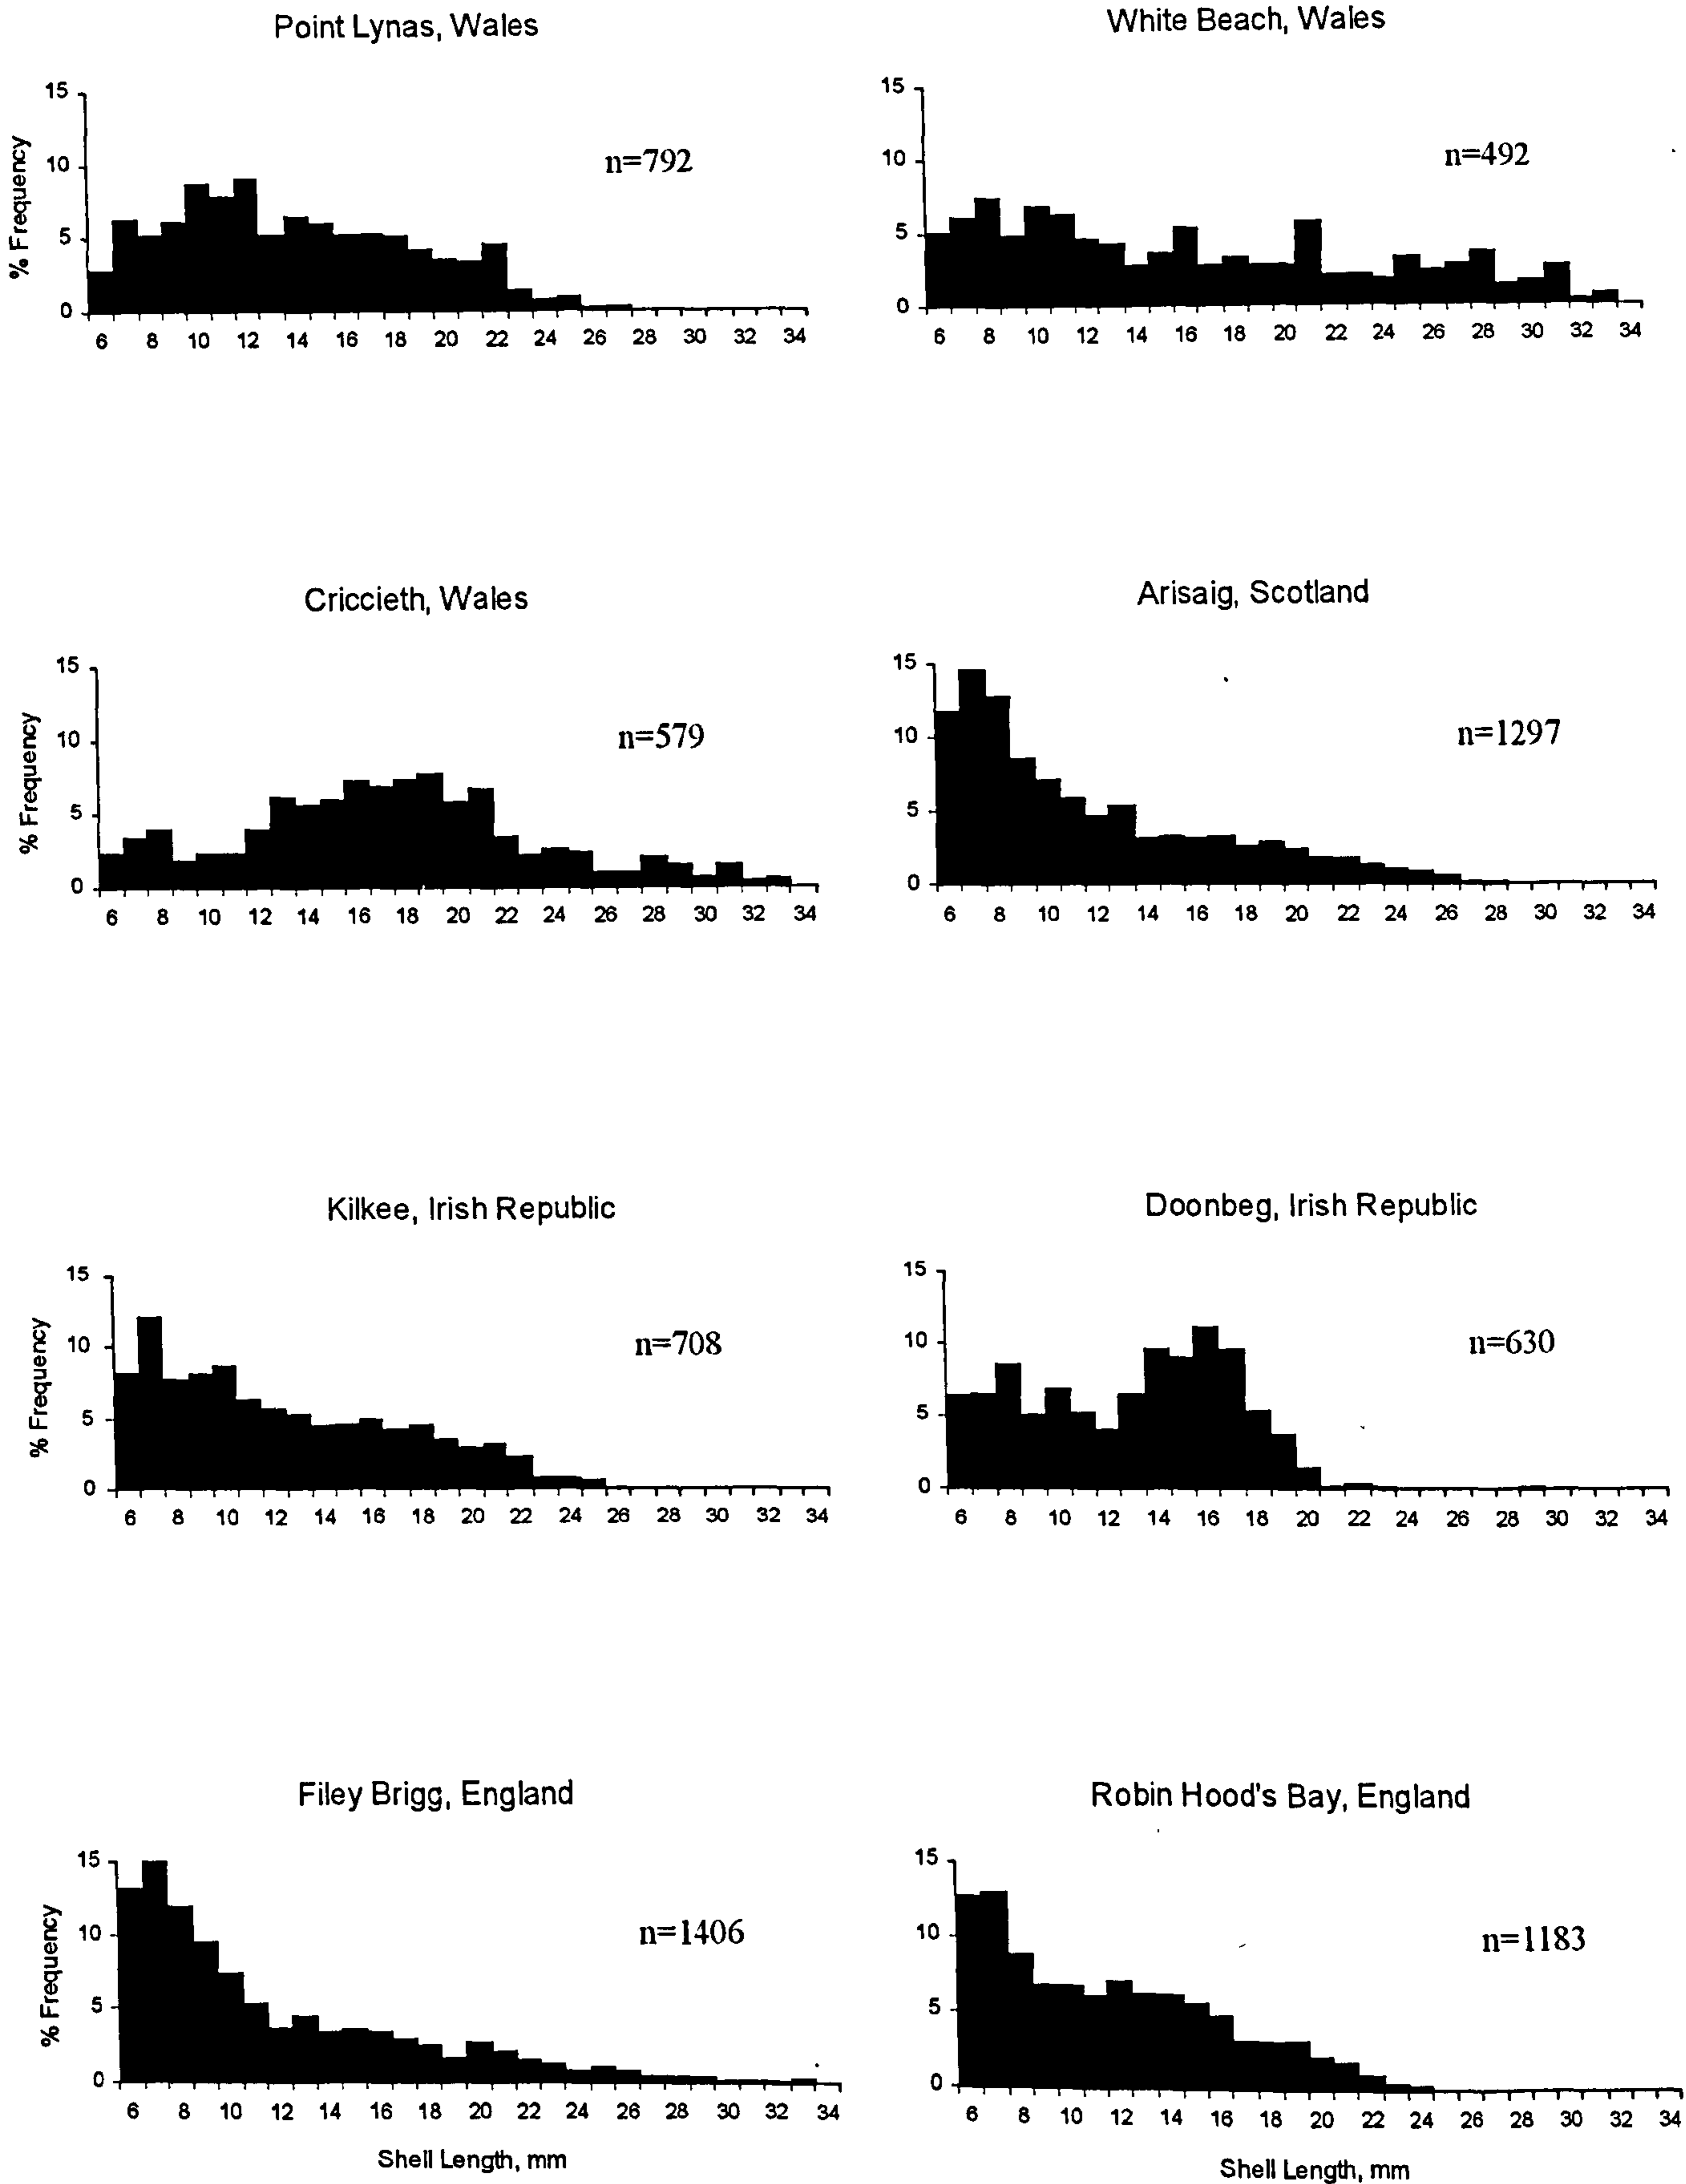 Point Lynas, Wales
15
10
5
0
% Frequency
n=792
6 8 10 12 14 16 18 20 22 24 26 28 30 32 34
White Beach, Wales
15
10
5
0
n=492
6 8 10 12 14 16 18 20 22 24 26 28 30 32 34
Criccieth, Wales
15
10
5
0
% Frequency
n=579
6 8 10 12 14 16 18 20 22 24 26 28 30 32 34
Arisaig, Scotland
15
10
5
0
n=1297
6 8 10 12 14 16 18 20 22 24 26 28 30 32 34
Kilkee, Irish Republic
15
10
5
0
% Frequency
n=708
6 8 10 12 14 16 18 20 22 24 26 28 30 32 34
Doonbeg, Irish Republic
15
10
5
0
n=630
6 8 10 12 14 16 18 20 22 24 26 28 30 32 34
Filey Brigg, England
15
10
5
0
% Frequency
n=1406
6 8 10 12 14 16 18 20 22 24 26 28 30 32 34
Shell Length, mm
Robin Hood's Bay, England
15
10
5
0
n=1183
6 8 10 12 14 16 18 20 22 24 26 28 30 32 34
Shell Length, mm